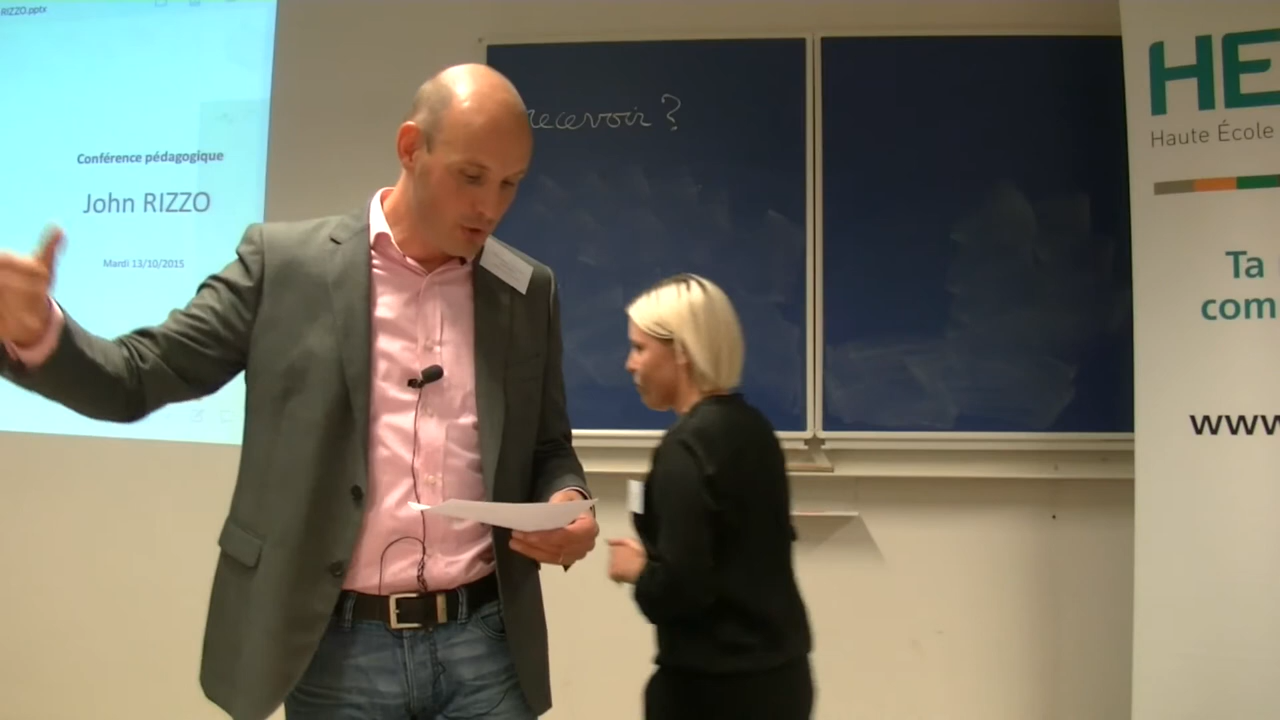 RIZZO.pptx
Conférence pédagogique
John RIZZO
Mardi 13/10/2015
recevoir ?
HE
Haute École
Ta
com
www